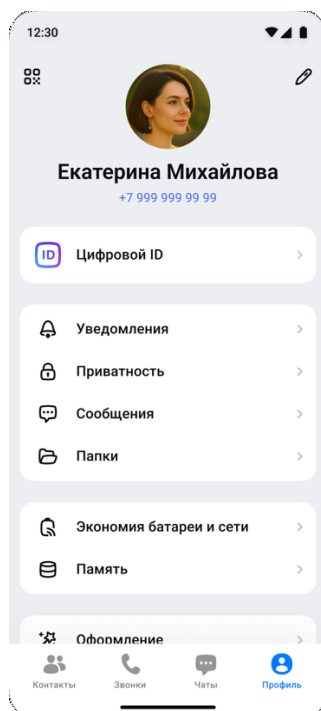 12:30
Екатерина Михайлова
+7 999 999 99 99
ID Цифровой ID
Уведомления
Приватность
Сообщения
Папки
Экономия батареи и сети
Память
Оформление
Контакты Звонки Чаты Профиль